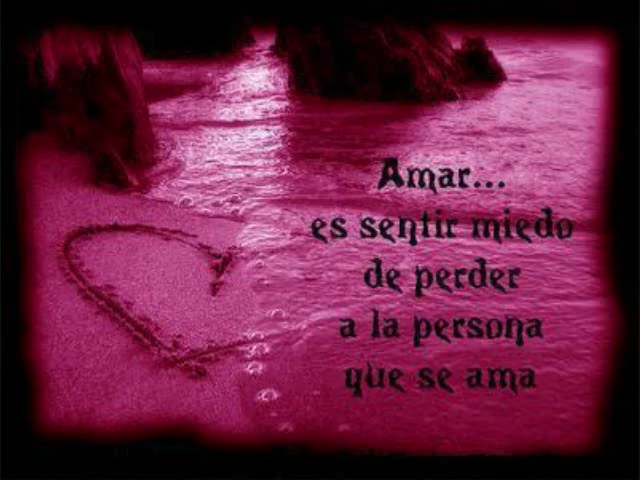 Amar...
es sentir miedo
de perder
a la persona
que se ama